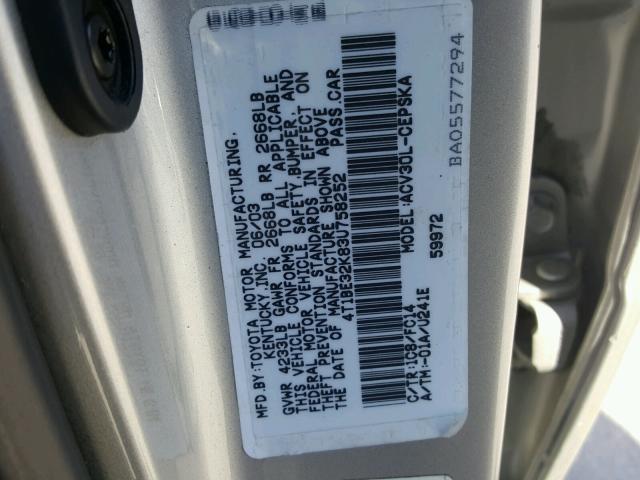 MFD.BY:TOYOTA MOTOR MANUFACTURING.
KENTUCKY,INC. 06/03
GVWR 4233LB GAWR FR 2668LB RR 2668LB
THIS VEHICLE CONFORMS TO ALL APPLICABLE
FEDERAL MOTOR VEHICLE SAFETY,BUMPER, AND
THEFT PREVENTION STANDARDS IN EFFECT ON
THE DATE OF MANUFACTURE SHOWN ABOVE
4T1BE32K83U758252 PASS.CAR
MODEL:ACV30L-CEPSKA
59972
C/TR:1C8/FC14
A/TM:-01A/U241E
BA05577294